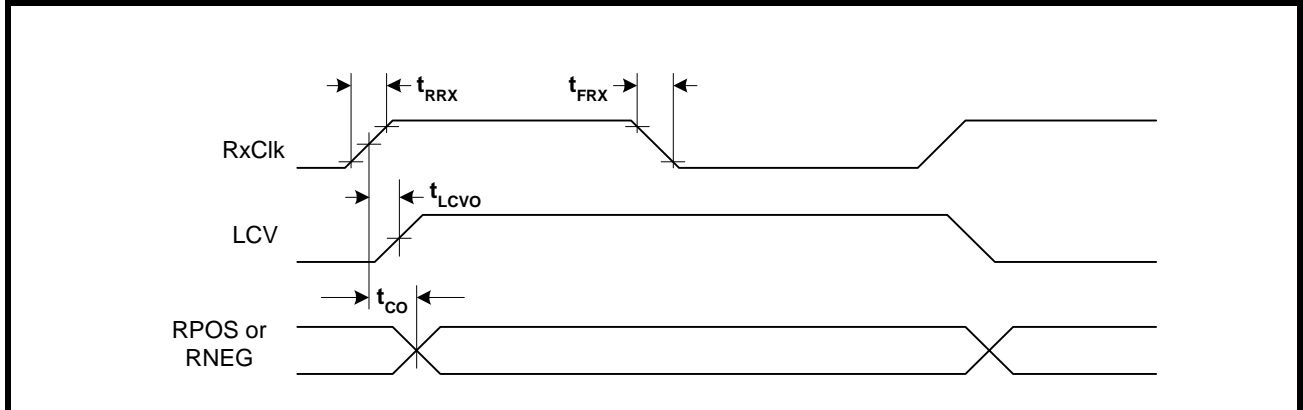 tRRX
tFRX
RxClk
tLCVO
LCV
tCO
RPOS or
RNEG